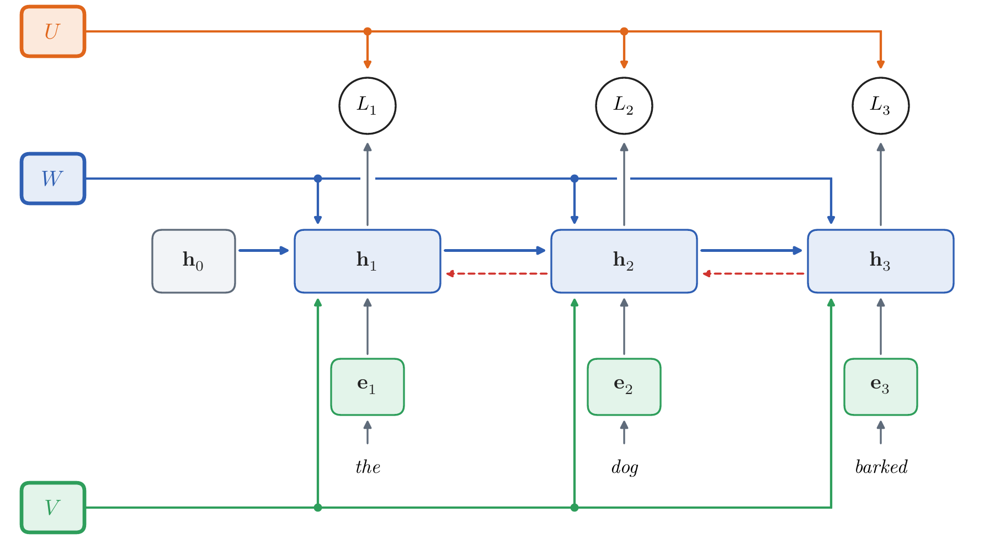 U
L₁ L₂ L₃
W
h₀ h₁ h₂ h₃
e₁ e₂ e₃
the dog barked
V